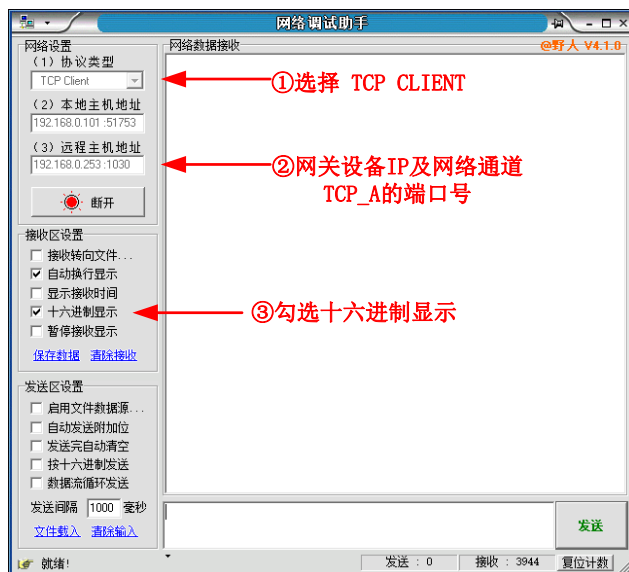 网络调试助手
网络设置
网络数据接收
@野人 V4.1.0
(1) 协议类型
TCP Client
①选择 TCP CLIENT
(2) 本地主机地址
192.168.0.101 :51753
(3) 远程主机地址
192.168.0.253 :1030
②网关设备IP及网络通道
TCP_A的端口号
断开
接收区设置
接收转向文件...
自动换行显示
显示接收时间
十六进制显示
③勾选十六进制显示
暂停接收显示
保存数据 清除接收
发送区设置
启用文件数据源...
自动发送附加位
发送完自动清空
按十六进制发送
数据流循环发送
发送间隔 1000 毫秒
文件载入 清除输入
发送
就绪!
发送 : 0
接收 : 3944
复位计数